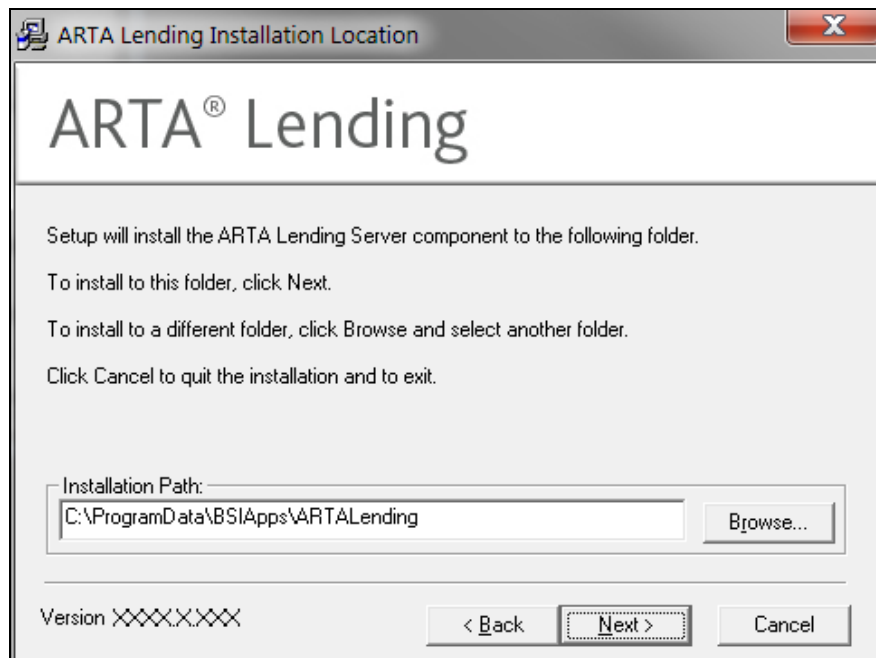 ARTA Lending Installation Location
ARTA® Lending
Setup will install the ARTA Lending Server component to the following folder.
To install to this folder, click Next.
To install to a different folder, click Browse and select another folder.
Click Cancel to quit the installation and to exit.
Installation Path:
C:\ProgramData\BSIApps\ARTALending
Browse...
Version XXXX.X.XXX
< Back
Next >
Cancel